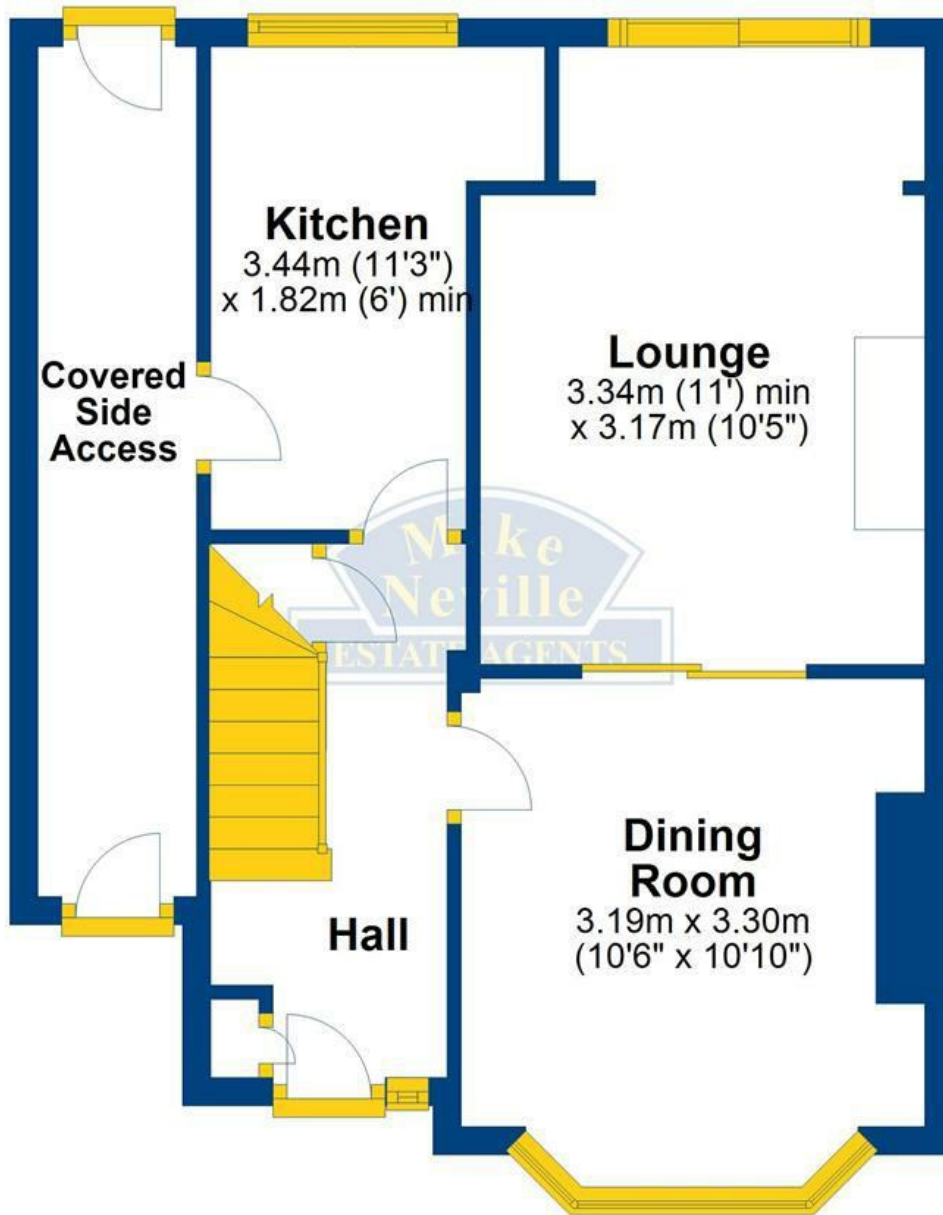 Kitchen
3.44m (11'3")
x 1.82m (6') min
Lounge
3.34m (11') min
x 3.17m (10'5")
Covered
Side
Access
Mike
Neville
ESTATE AGENTS
Dining
Room
3.19m x 3.30m
(10'6" x 10'10")
Hall